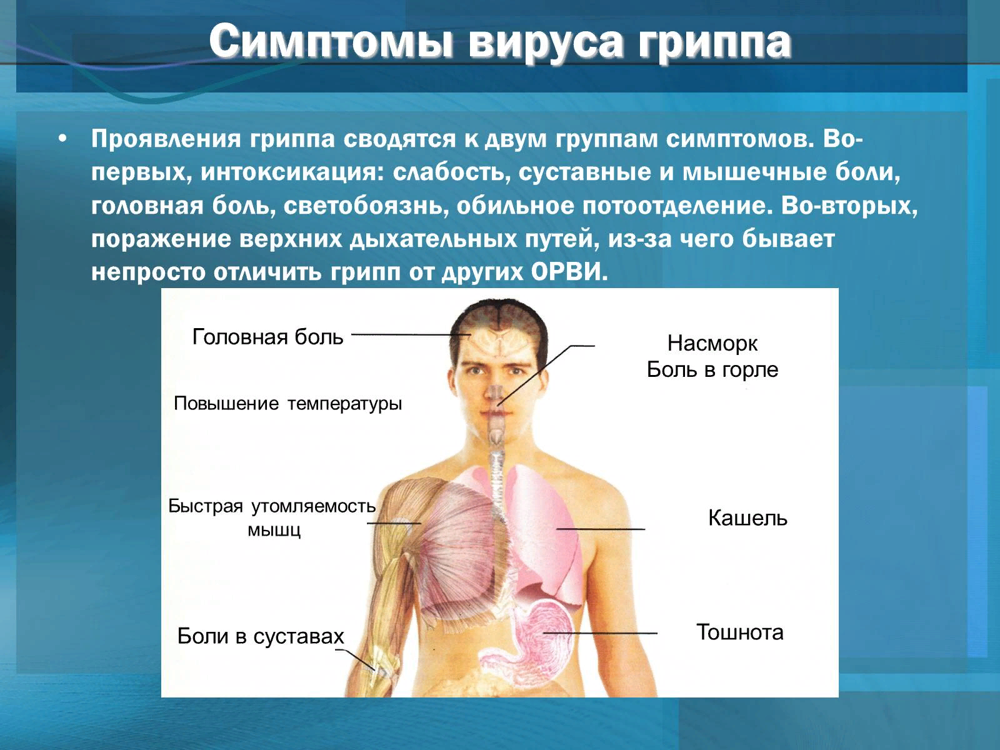 Симптомы вируса гриппа
• Проявления гриппа сводятся к двум группам симптомов. Во-
первых, интоксикация: слабость, суставные и мышечные боли,
головная боль, светобоязнь, обильное потоотделение. Во-вторых,
поражение верхних дыхательных путей, из-за чего бывает
непросто отличить грипп от других ОРВИ.
Головная боль
Насморк
Боль в горле
Повышение температуры
Быстрая утомляемость
мышц
Кашель
Боли в суставах
Тошнота